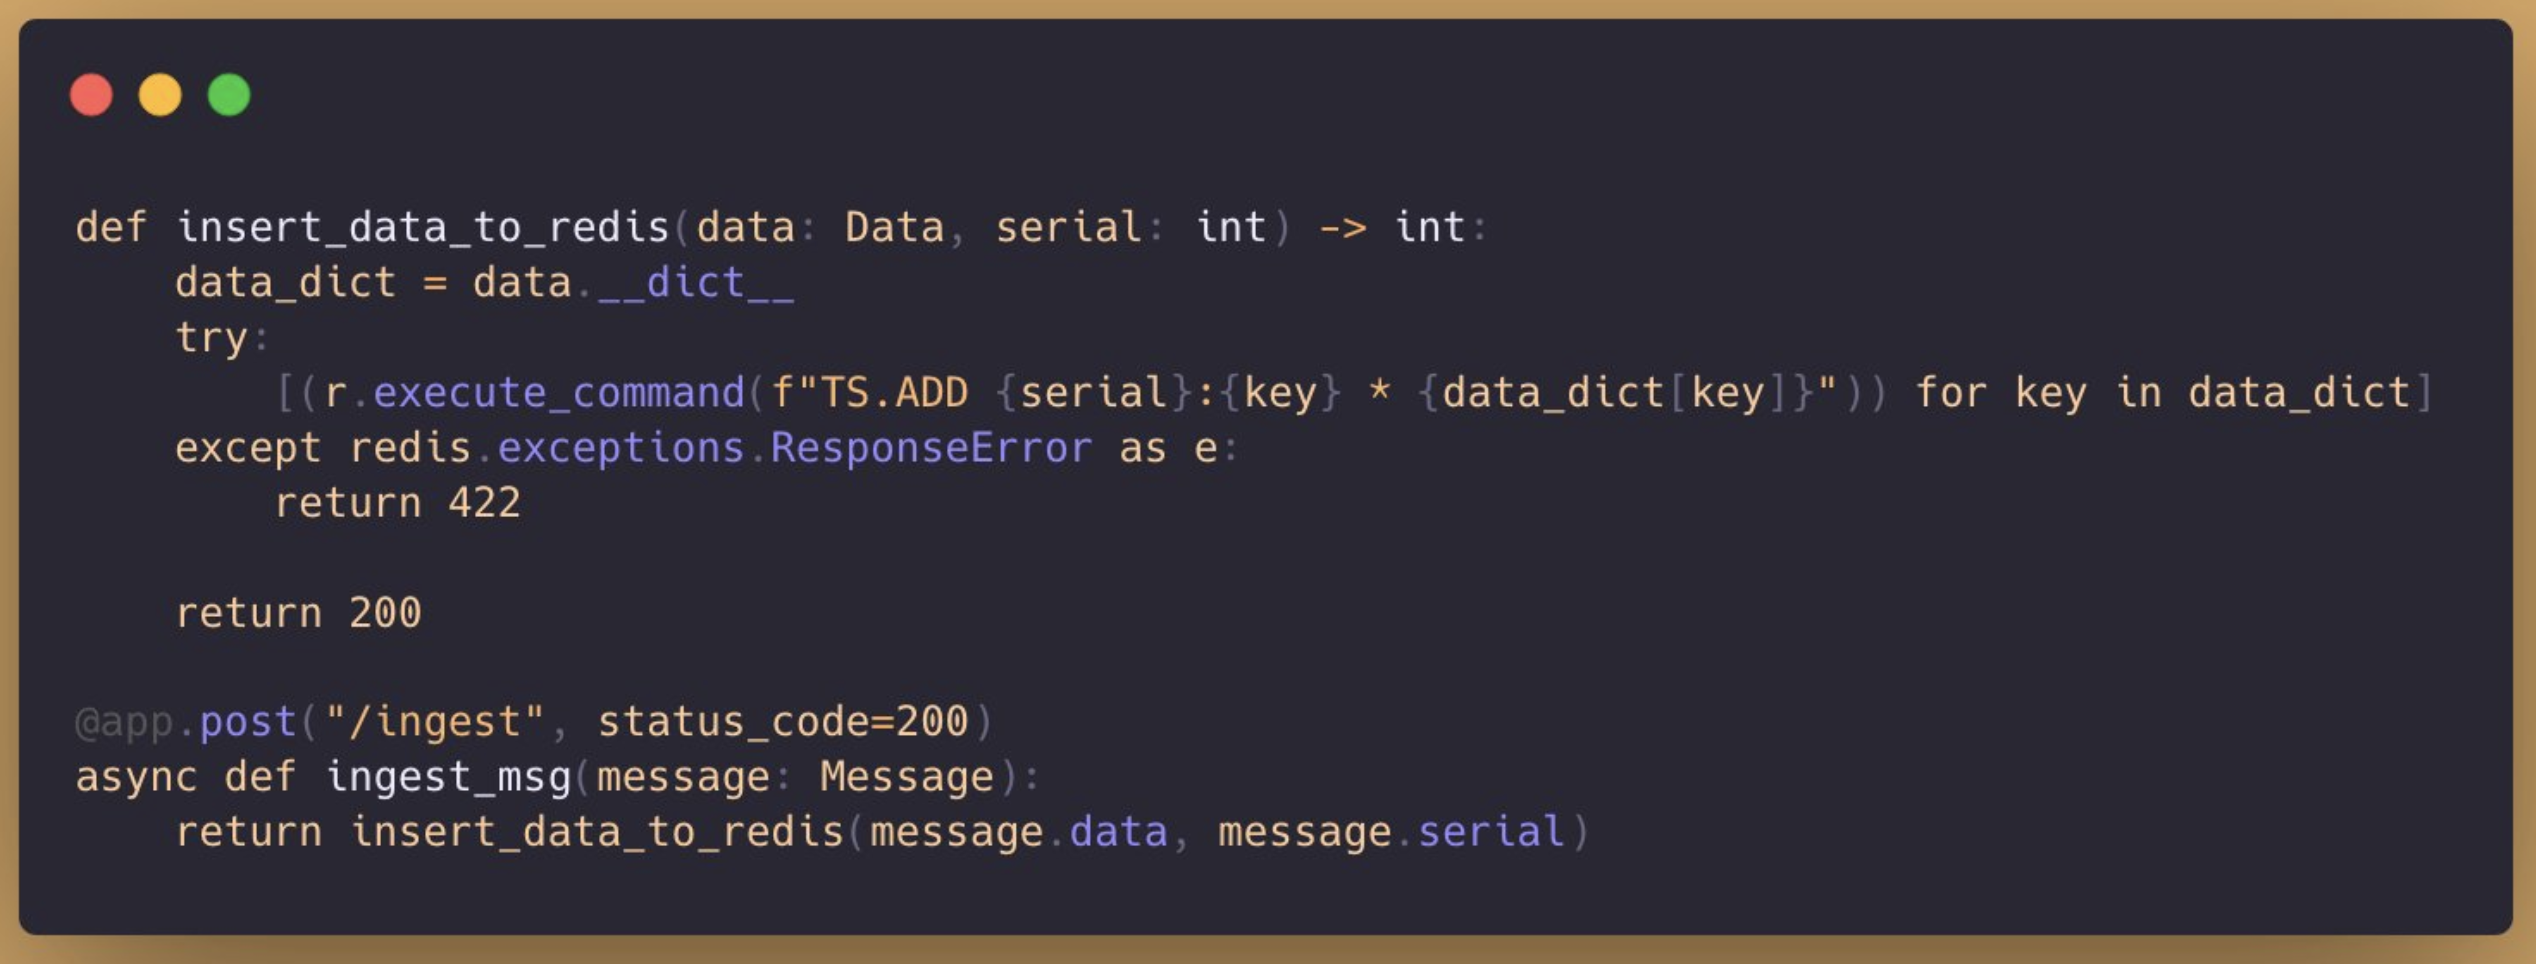 def insert_data_to_redis(data: Data, serial: int) -> int:
    data_dict = data.__dict__
    try:
        [(r.execute_command(f"TS.ADD {serial}:{key} * {data_dict[key]}")) for key in data_dict]
    except redis.exceptions.ResponseError as e:
        return 422

    return 200

@app.post("/ingest", status_code=200)
async def ingest_msg(message: Message):
    return insert_data_to_redis(message.data, message.serial)